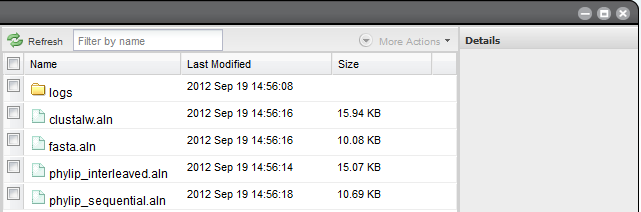 Refresh Filter by name More Actions Details
Name Last Modified Size
logs 2012 Sep 19 14:56:08
clustalw.aln 2012 Sep 19 14:56:16 15.94 KB
fasta.aln 2012 Sep 19 14:56:16 10.08 KB
phylip_interleaved.aln 2012 Sep 19 14:56:14 15.07 KB
phylip_sequential.aln 2012 Sep 19 14:56:18 10.69 KB